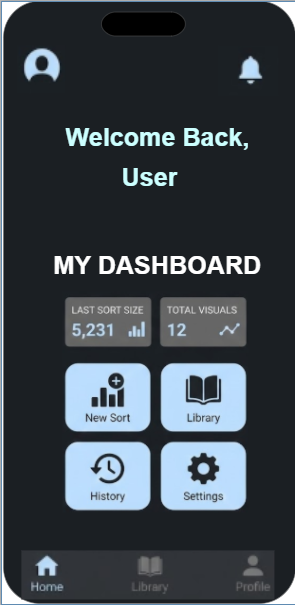 Welcome Back,
User
MY DASHBOARD
LAST SORT SIZE
5,231
TOTAL VISUALS
12
New Sort
Library
History
Settings
Home
Library
Profile